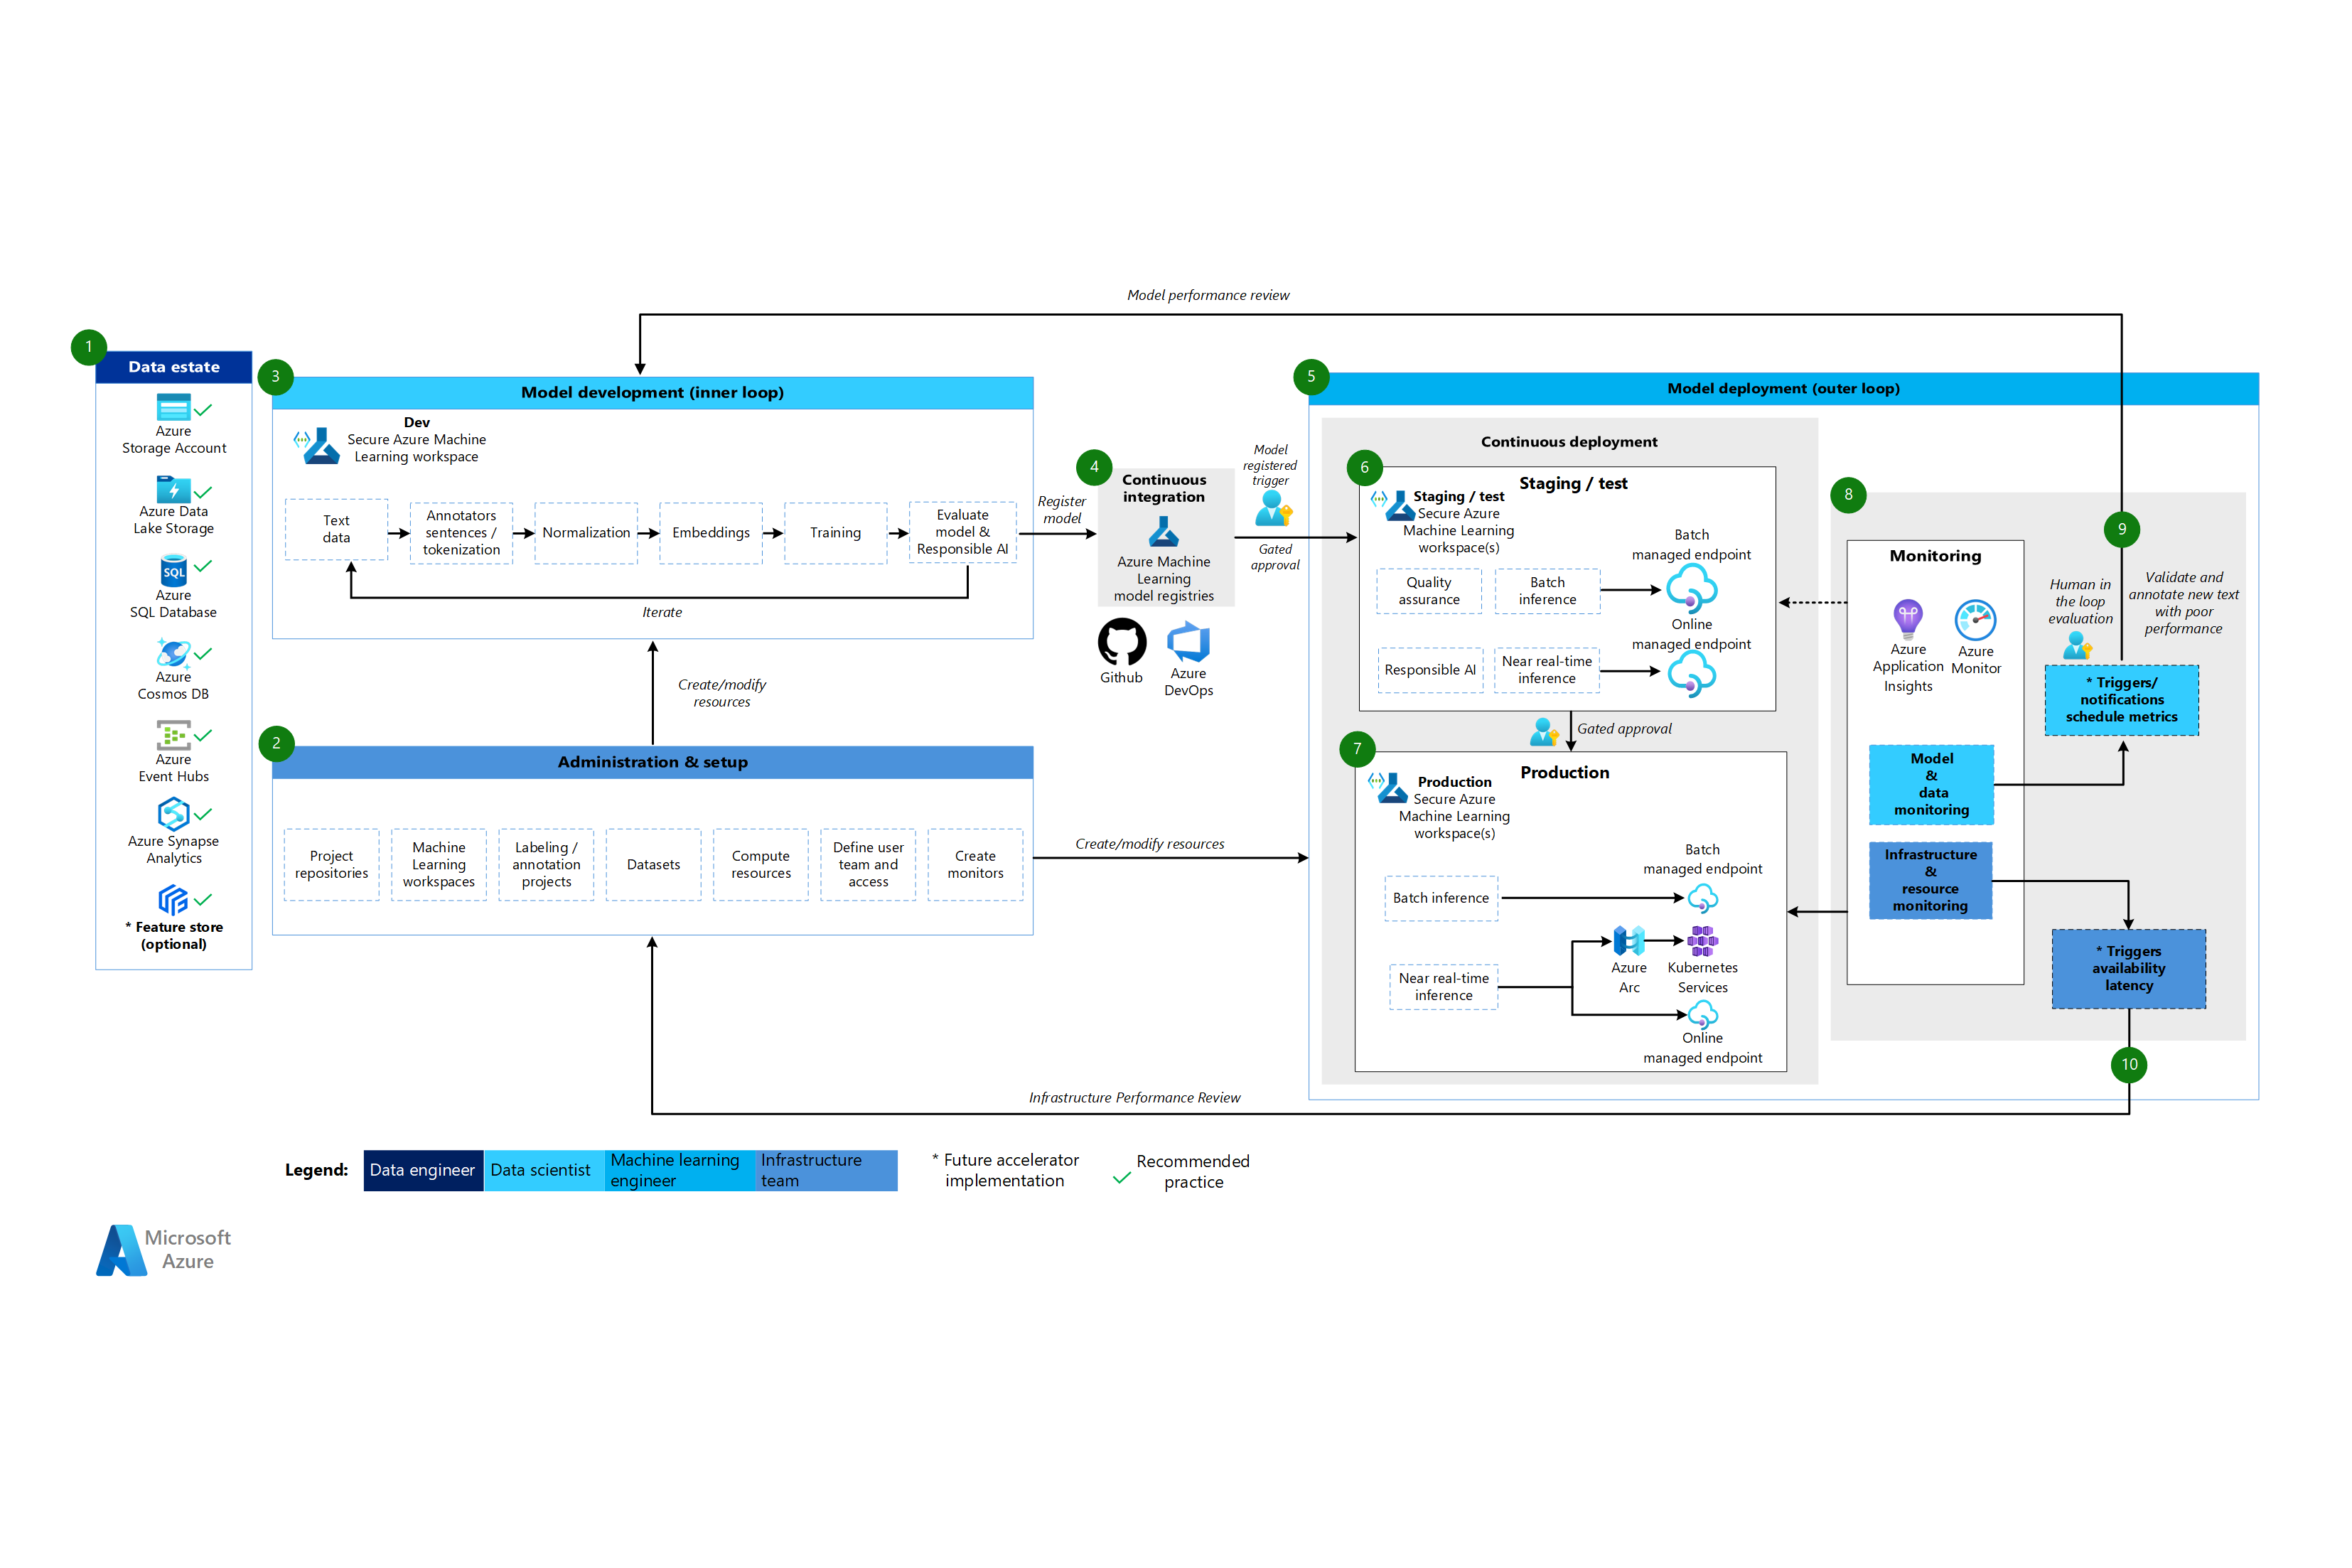 Model performance review
1
Data estate
Azure
Storage Account
Azure Data
Lake Storage
Azure
SQL Database
SQL
Azure
Cosmos DB
Azure
Event Hubs
Azure Synapse
Analytics
* Feature store
(optional)
3
Model development (inner loop)
Dev
Secure Azure Machine
Learning workspace
Text
data
Annotators
sentences /
tokenization
Normalization
Embeddings
Training
Evaluate
model &
Responsible AI
Iterate
Create/modify
resources
2
Administration & setup
Project
repositories
Machine
Learning
workspaces
Labeling /
annotation
projects
Datasets
Compute
resources
Define user
team and
access
Create
monitors
Register
model
4
Continuous
integration
Azure Machine
Learning
model registries
Github
Azure
DevOps
Model
registered
trigger
Gated
approval
Create/modify resources
5
Model deployment (outer loop)
Continuous deployment
6
Staging / test
Staging / test
Secure Azure
Machine Learning
workspace(s)
Batch
managed endpoint
Quality
assurance
Batch
inference
Online
managed endpoint
Responsible AI
Near real-time
inference
Gated approval
7
Production
Production
Secure Azure
Machine Learning
workspace(s)
Batch
managed endpoint
Batch inference
Near real-time
inference
Azure
Arc
Kubernetes
Services
Online
managed endpoint
8
Monitoring
Azure
Application
Insights
Azure
Monitor
Model
&
data
monitoring
Infrastructure
&
resource
monitoring
9
Human in
the loop
evaluation
Validate and
annotate new text
with poor
performance
* Triggers/
notifications
schedule metrics
* Triggers
availability
latency
10
Infrastructure Performance Review
Legend:
Data engineer
Data scientist
Machine learning
engineer
Infrastructure
team
* Future accelerator
implementation
Recommended
practice
Microsoft
Azure